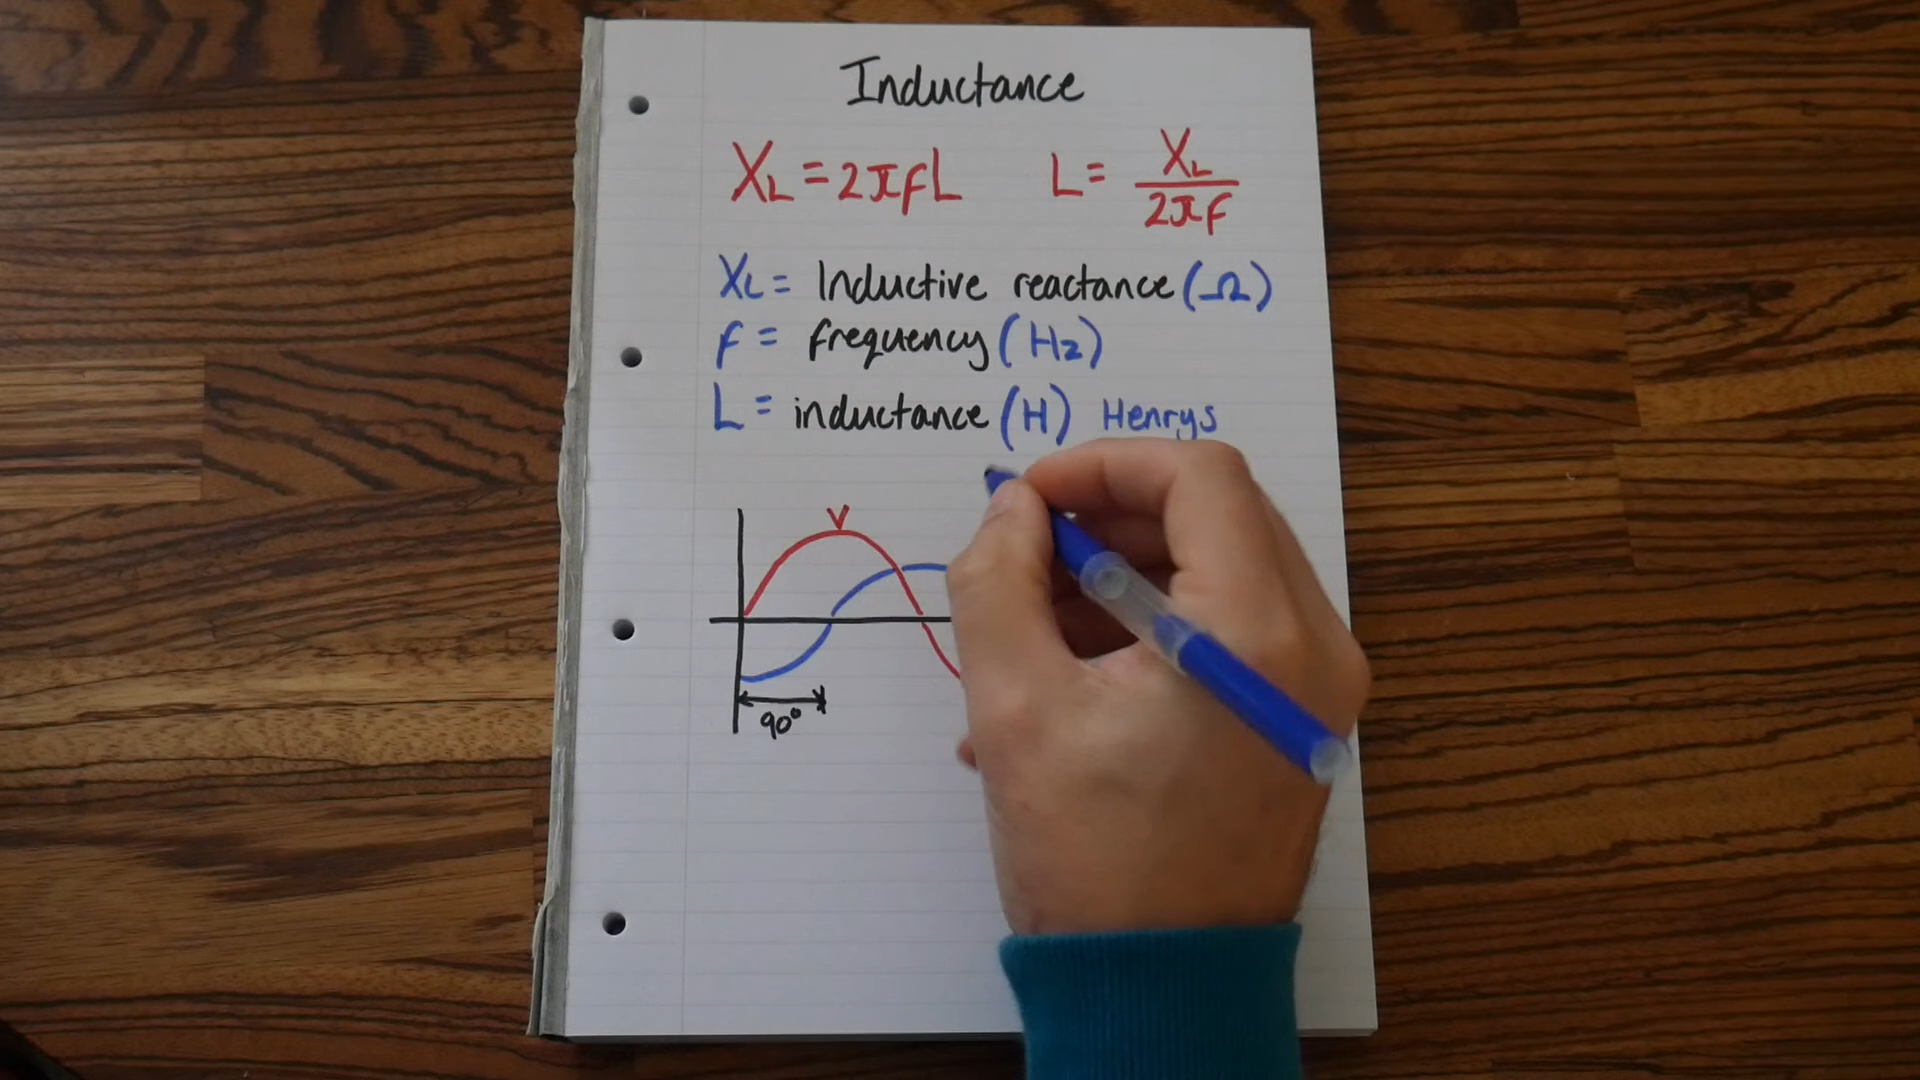 Inductance
XL = 2πfL L = XL / 2πf
XL = Inductive reactance (Ω)
f = frequency (Hz)
L = inductance (H) Henrys
V
90°